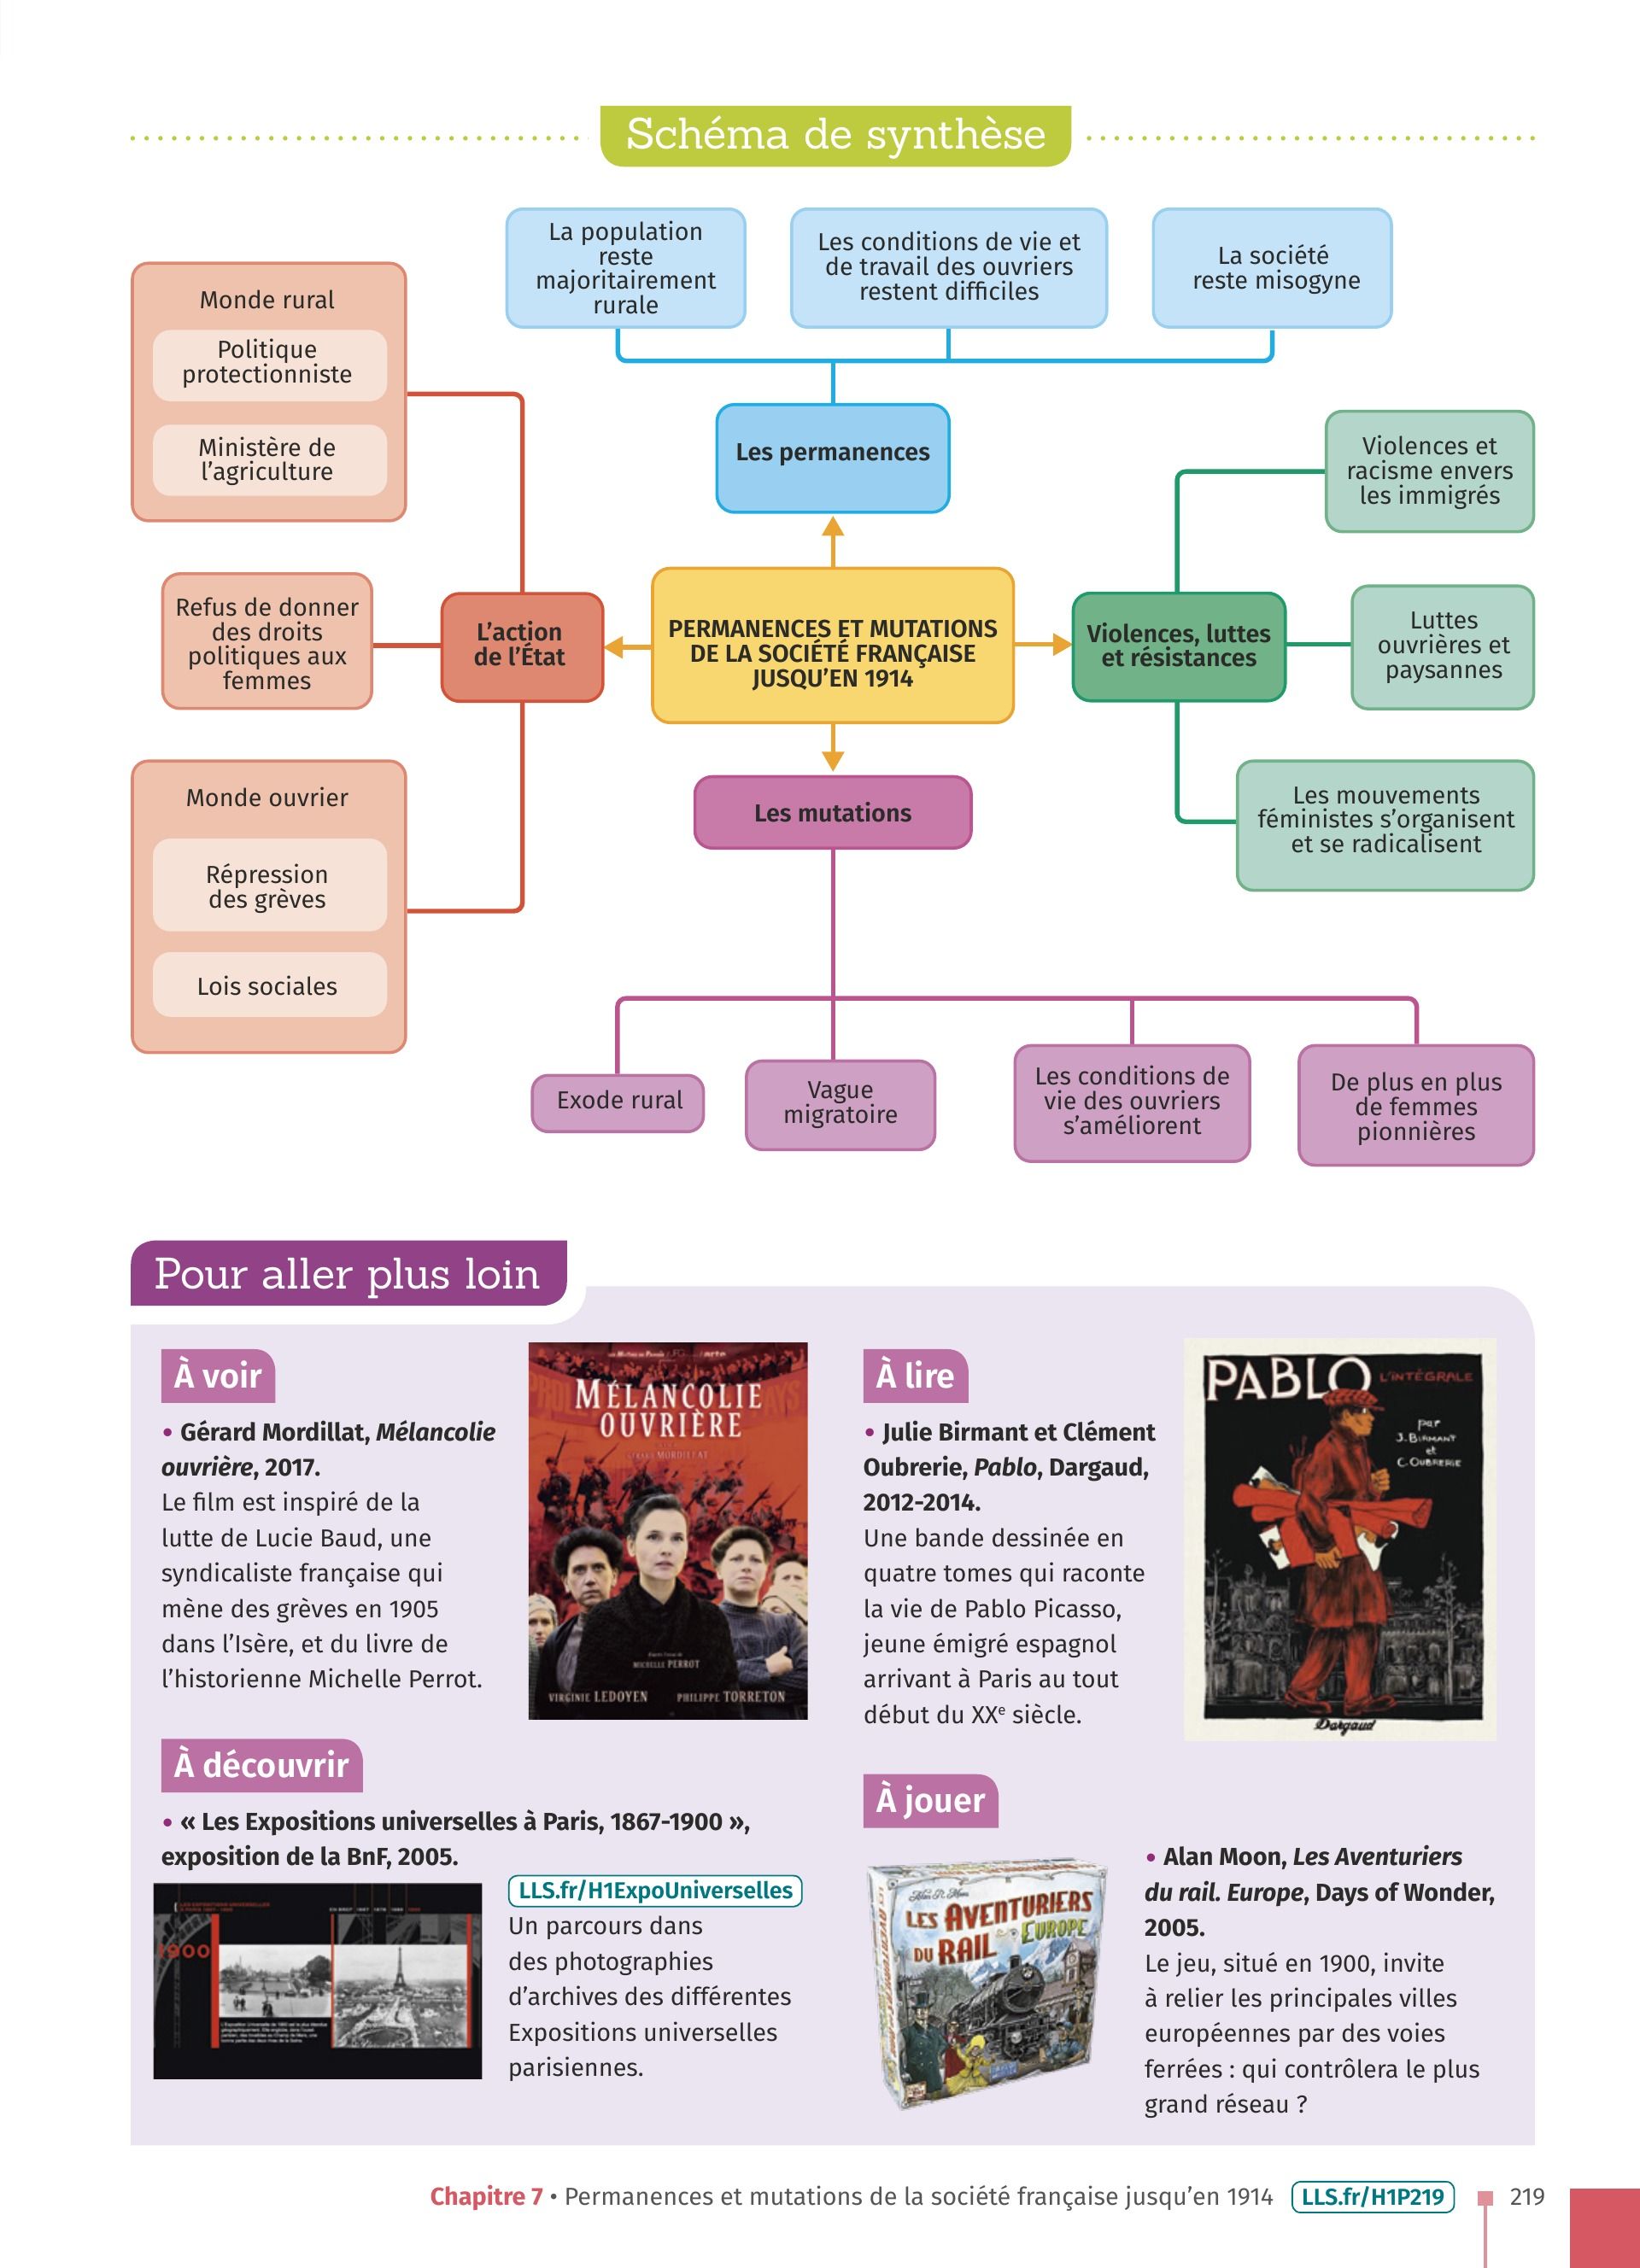 Schéma de synthèse
La population
reste
majoritairement
rurale
Les conditions de vie et
de travail des ouvriers
restent difficiles
La société
reste misogyne
Monde rural
Politique
protectionniste
Ministère de
l’agriculture
Les permanences
Violences et
racisme envers
les immigrés
Refus de donner
des droits
politiques aux
femmes
L’action
de l’État
PERMANENCES ET MUTATIONS
DE LA SOCIÉTÉ FRANÇAISE
JUSQU’EN 1914
Violences, luttes
et résistances
Luttes
ouvrières et
paysannes
Monde ouvrier
Répression
des grèves
Lois sociales
Les mutations
Les mouvements
féministes s’organisent
et se radicalisent
Exode rural
Vague
migratoire
Les conditions de
vie des ouvriers
s’améliorent
De plus en plus
de femmes
pionnières
Pour aller plus loin
À voir
• Gérard Mordillat, Mélancolie
ouvrière, 2017.
Le film est inspiré de la
lutte de Lucie Baud, une
syndicaliste française qui
mène des grèves en 1905
dans l’Isère, et du livre de
l’historienne Michelle Perrot.
MÉLANCOLIE
OUVRIÈRE
GÉRARD MORDILLAT
MICHELLE PERROT
VIRGINIE LEDOYEN PHILIPPE TORRETON
À lire
• Julie Birmant et Clément
Oubrerie, Pablo, Dargaud,
2012-2014.
Une bande dessinée en
quatre tomes qui raconte
la vie de Pablo Picasso,
jeune émigré espagnol
arrivant à Paris au tout
début du XXe siècle.
PABLO L’INTÉGRALE
par
J. BIRMANT
et
C. OUBRERIE
Dargaud
À découvrir
• « Les Expositions universelles à Paris, 1867-1900 »,
exposition de la BnF, 2005.
1900
LLS.fr/H1ExpoUniverselles
Un parcours dans
des photographies
d’archives des différentes
Expositions universelles
parisiennes.
À jouer
LES AVENTURIERS
DU RAIL EUROPE
• Alan Moon, Les Aventuriers
du rail. Europe, Days of Wonder,
2005.
Le jeu, situé en 1900, invite
à relier les principales villes
européennes par des voies
ferrées : qui contrôlera le plus
grand réseau ?
Chapitre 7 • Permanences et mutations de la société française jusqu’en 1914 LLS.fr/H1P219 219